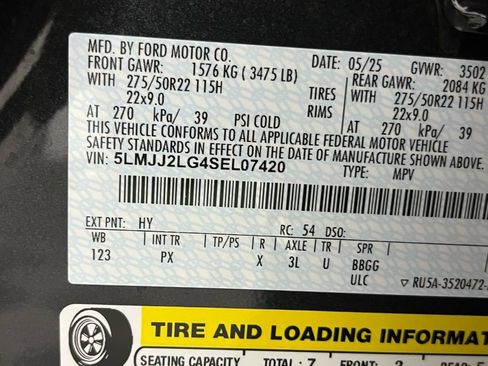 MFD. BY FORD MOTOR CO. DATE: 05/25 GVWR: 3502
FRONT GAWR: 1576 KG ( 3475 LB) REAR GAWR: 2084 KG
WITH 275/50R22 115H TIRES WITH 275/50R22 115H
22x9.0 RIMS 22x9.0
AT 270 kPa/ 39 PSI COLD AT 270 kPa/ 39
THIS VEHICLE CONFORMS TO ALL APPLICABLE FEDERAL MOTOR VEHICLE
SAFETY STANDARDS IN EFFECT ON THE DATE OF MANUFACTURE SHOWN ABOVE.
VIN: 5LMJJ2LG4SEL07420 TYPE: MPV
EXT PNT: HY RC: 54 DSO:
WB INT TR TP/PS R AXLE TR SPR
123 PX X 3L U BBGG
ULC ▽ RU5A-3520472-
TIRE AND LOADING INFORMAT
SEATING CAPACITY TOTAL : 7 FRONT: 2